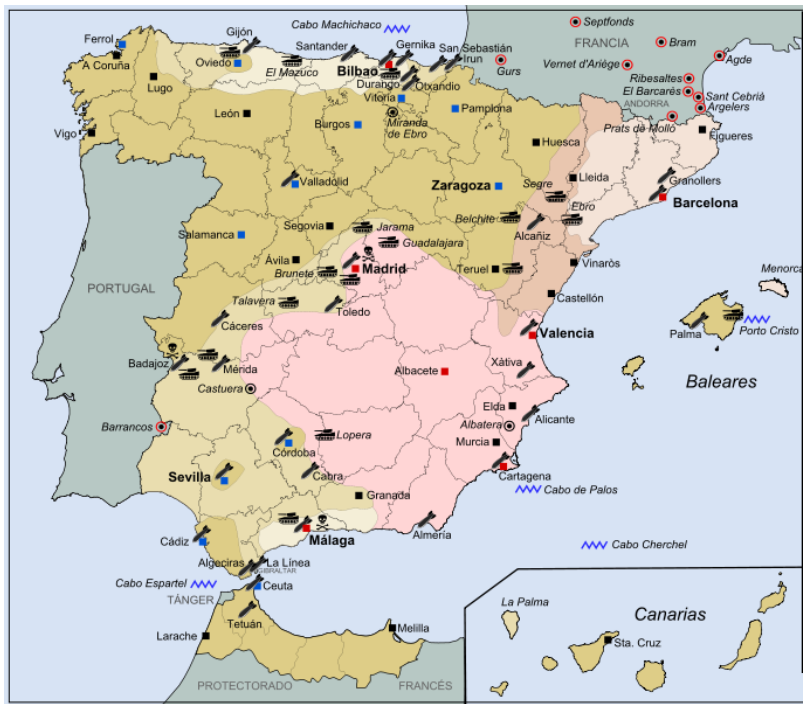 Cabo Machichaco
Septfonds
FRANCIA
Bram
Agde
Gurs
Vernet d'Ariège
Ribesaltes
El Barcarès
Sant Cebrià
Argelers
ANDORRA
Prats de Molló
Figueres
Ferrol
A Coruña
Gijón
Oviedo
El Mazuco
Santander
Gernika
Bilbao
San Sebastián
Irun
Durango
Otxandio
Vitoria
Lugo
León
Burgos
Miranda
de Ebro
Pamplona
Vigo
Huesca
Valladolid
Zaragoza
Segre
Lleida
Granollers
Barcelona
Ebro
Belchite
Alcañiz
Salamanca
Segovia
Jarama
Guadalajara
Ávila
Brunete
Madrid
Teruel
Vinaròs
Castellón
Menorca
PORTUGAL
Talavera
Toledo
Cáceres
Valencia
Palma
Porto Cristo
Badajoz
Mérida
Castuera
Albacete
Xàtiva
Baleares
Barrancos
Lopera
Elda
Albatera
Alicante
Murcia
Córdoba
Cabra
Cartagena
Cabo de Palos
Sevilla
Granada
Cádiz
Málaga
Almería
Cabo Cherchel
Algeciras
La Línea
GIBRALTAR
Cabo Espartel
Ceuta
TÁNGER
Tetuán
Larache
Melilla
PROTECTORADO
FRANCÉS
La Palma
Canarias
Sta. Cruz